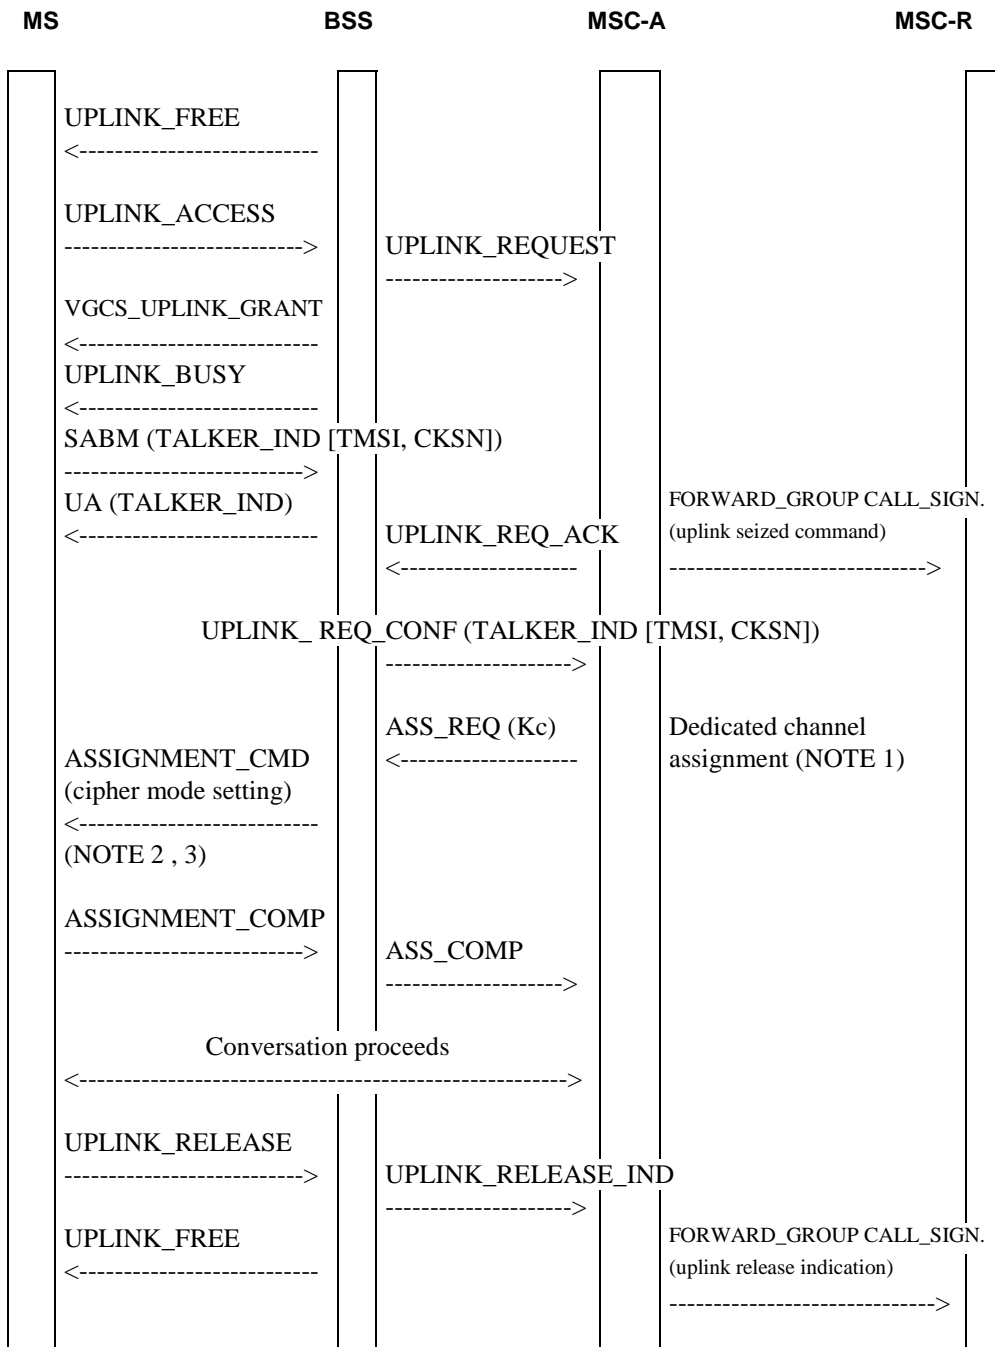 MS BSS MSC-A MSC-R
UPLINK_FREE
<---------------------------
UPLINK_ACCESS
---------------------------> UPLINK_REQUEST
-------------------->
VGCS_UPLINK_GRANT
<---------------------------
UPLINK_BUSY
<---------------------------
SABM (TALKER_IND [TMSI, CKSN])
--------------------------->
UA (TALKER_IND) FORWARD_GROUP CALL_SIGN.
<--------------------------- UPLINK_REQ_ACK (uplink seized command)
<-------------------- ----------------------------->
UPLINK_ REQ_CONF (TALKER_IND [TMSI, CKSN])
--------------------->
ASS_REQ (Kc) Dedicated channel
ASSIGNMENT_CMD <-------------------- assignment (NOTE 1)
(cipher mode setting)
<---------------------------
(NOTE 2 , 3)
ASSIGNMENT_COMP
---------------------------> ASS_COMP
-------------------->
Conversation proceeds
<------------------------------------------------------->
UPLINK_RELEASE
---------------------------> UPLINK_RELEASE_IND
--------------------->
UPLINK_FREE FORWARD_GROUP CALL_SIGN.
<--------------------------- (uplink release indication)
------------------------------>